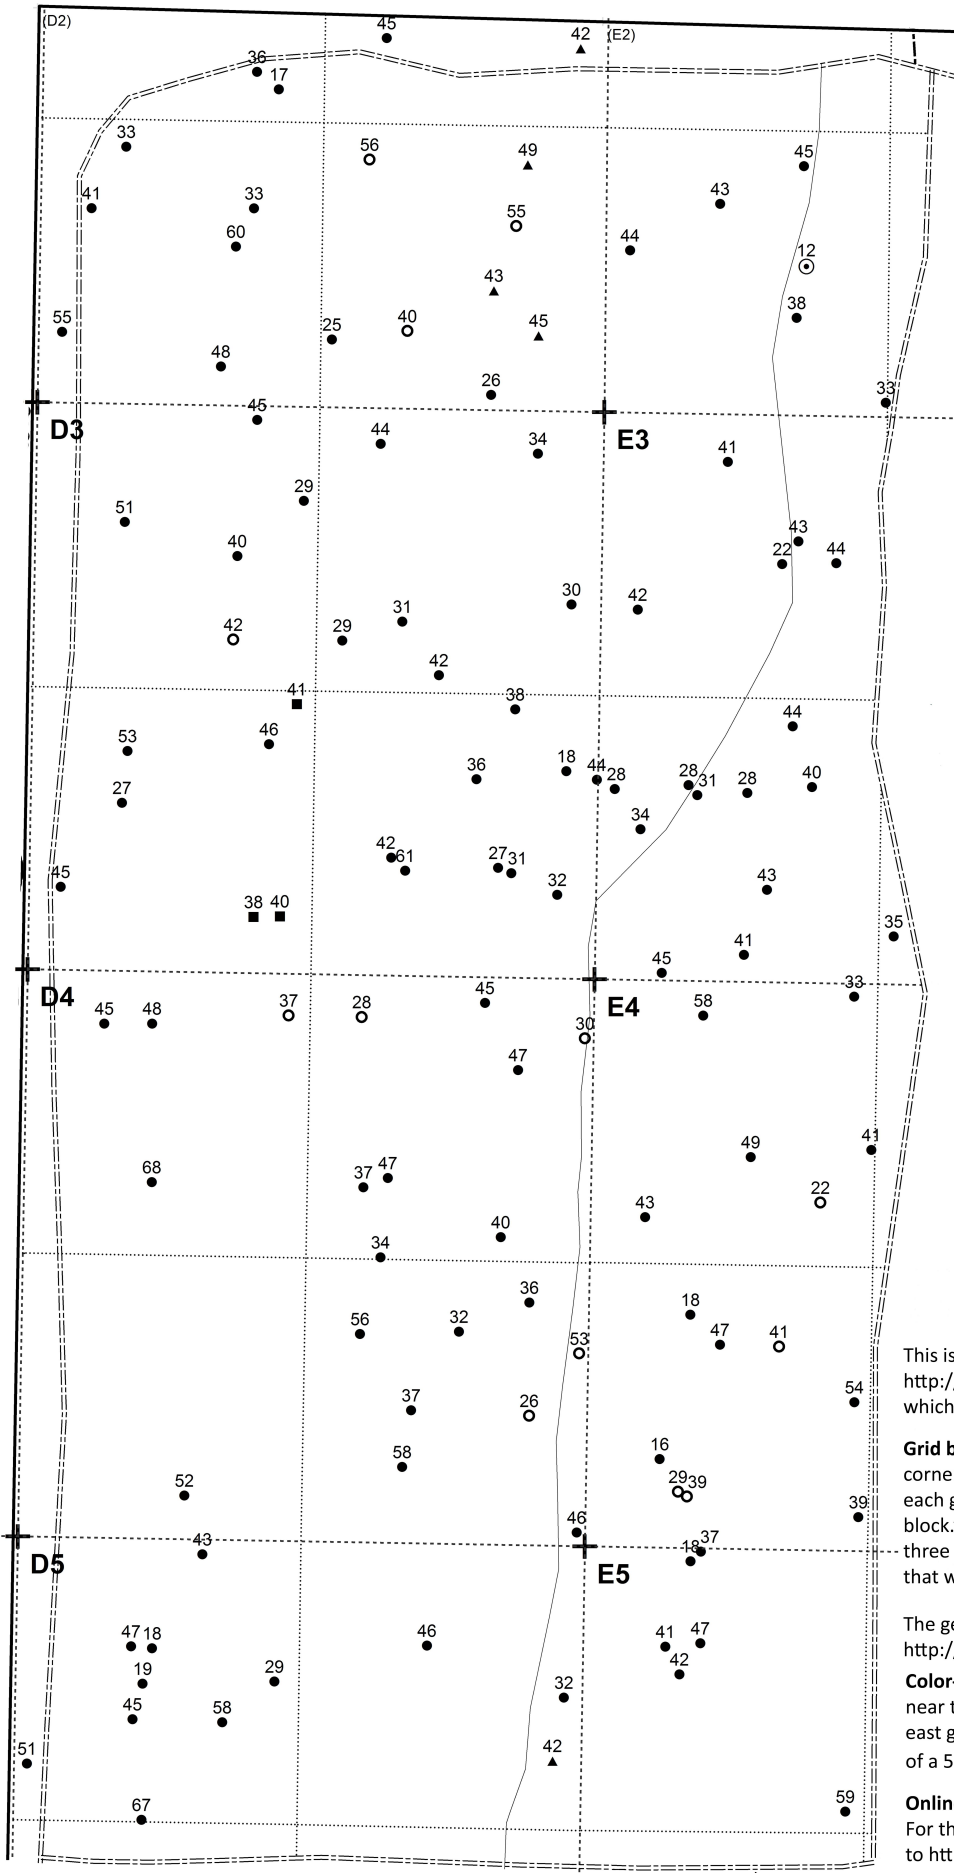 (D2) 45 42 (E2)
36
17
33
56 49 45
41 33 43
55
60 44
12
43
38
55 25 40 45
48
26 33
D3 45
44 34 E3 41
29
51
43
40 22 44
30 42
42 29 31
42
41 38
44
53 46
36 18 44 28 28 31 28 40
27
34
42 61 27 31
45 32 43
38 40
35
41
45
D4 45 E4 33
45 48 37 28 58
30
47
49 41
68 37 47
22
43
40
34
36 18
56 32 47 41
53
This is
http:/
which
37 26 54
Grid b
corne
each g
block.
three
that w
16
58
29 39
52 39
46
D5 43 E5 18 37
The ge
http:/
47 18 46 41 47
19 29 42
32
Color-
near t
east g
of a 5
45 58
42
51
Onlin
For th
to htt
67 59